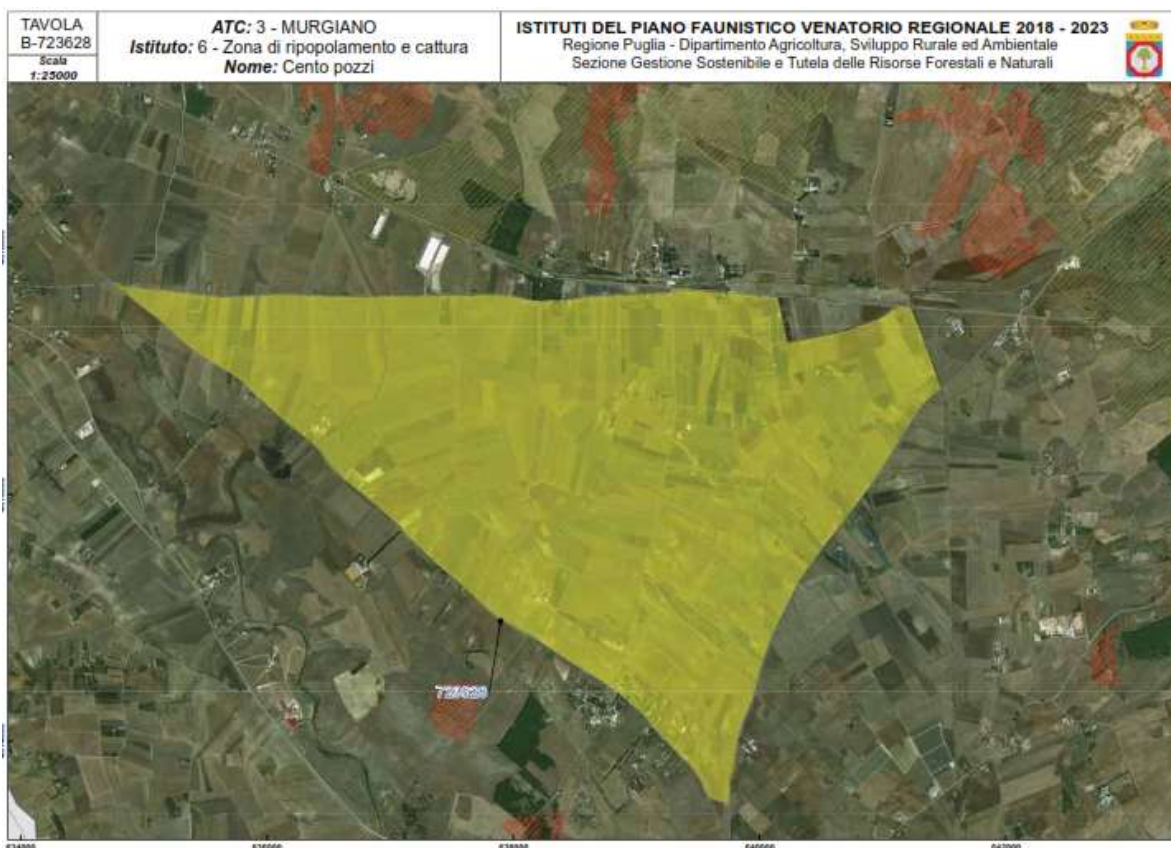 TAVOLA
B-723628
Scala
1:25000
ATC: 3 - MURGIANO
Istituto: 6 - Zona di ripopolamento e cattura
Nome: Cento pozzi
ISTITUTI DEL PIANO FAUNISTICO VENATORIO REGIONALE 2018 - 2023
Regione Puglia - Dipartimento Agricoltura, Sviluppo Rurale ed Ambientale
Sezione Gestione Sostenibile e Tutela delle Risorse Forestali e Naturali
723628